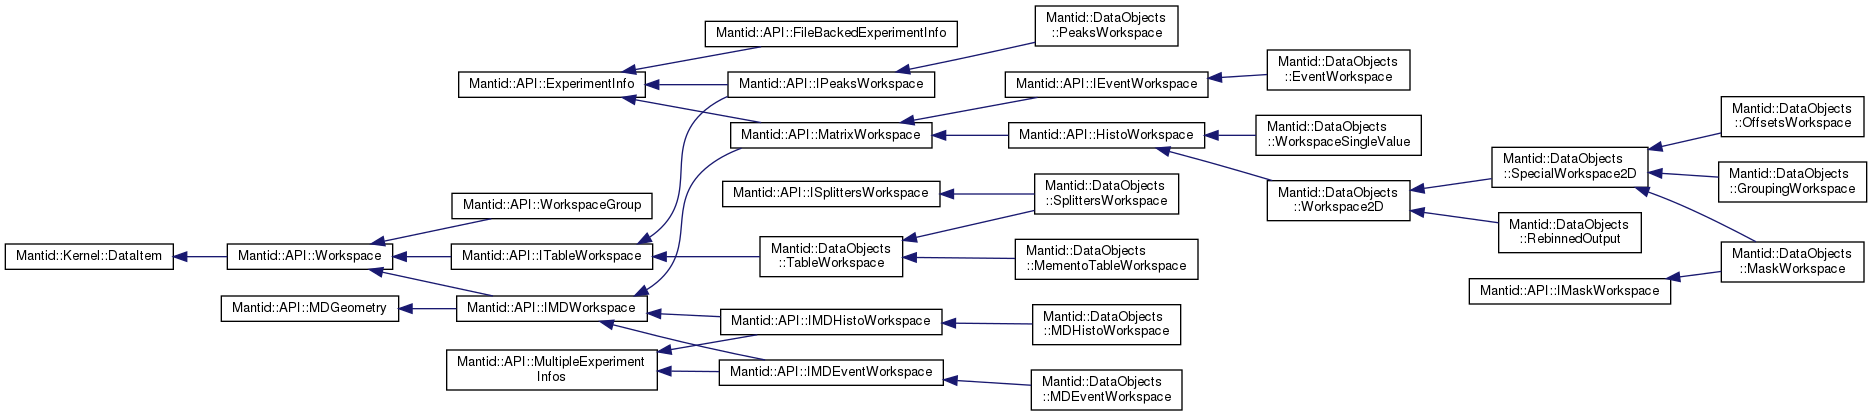 Mantid::Kernel::DataItem
Mantid::API::Workspace
Mantid::API::MDGeometry
Mantid::API::ExperimentInfo
Mantid::API::WorkspaceGroup
Mantid::API::ITableWorkspace
Mantid::API::IMDWorkspace
Mantid::API::MultipleExperiment
Infos
Mantid::API::FileBackedExperimentInfo
Mantid::API::IPeaksWorkspace
Mantid::API::MatrixWorkspace
Mantid::API::ISplittersWorkspace
Mantid::DataObjects
::TableWorkspace
Mantid::API::IMDHistoWorkspace
Mantid::API::IMDEventWorkspace
Mantid::DataObjects
::PeaksWorkspace
Mantid::API::IEventWorkspace
Mantid::API::HistoWorkspace
Mantid::DataObjects
::SplittersWorkspace
Mantid::DataObjects
::MementoTableWorkspace
Mantid::DataObjects
::MDHistoWorkspace
Mantid::DataObjects
::MDEventWorkspace
Mantid::DataObjects
::EventWorkspace
Mantid::DataObjects
::WorkspaceSingleValue
Mantid::DataObjects
::Workspace2D
Mantid::DataObjects
::SpecialWorkspace2D
Mantid::DataObjects
::RebinnedOutput
Mantid::API::IMaskWorkspace
Mantid::DataObjects
::OffsetsWorkspace
Mantid::DataObjects
::GroupingWorkspace
Mantid::DataObjects
::MaskWorkspace